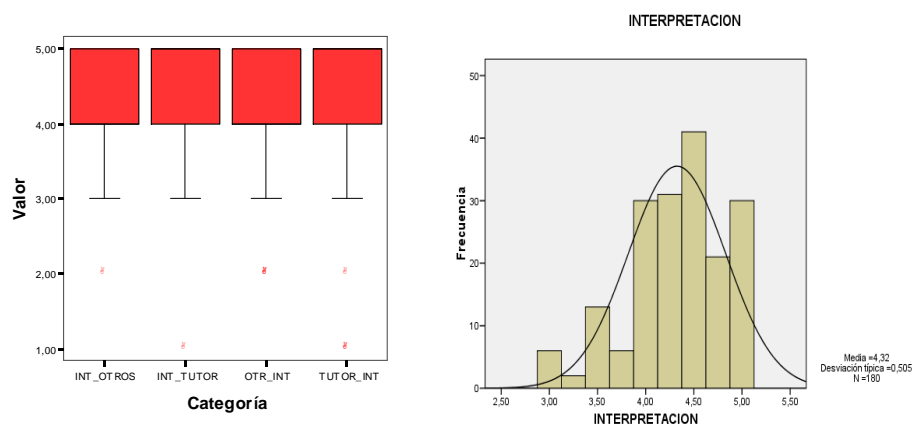 5,00
4,00
3,00
2,00
1,00
Valor
INT_OTROS INT_TUTOR OTR_INT TUTOR_INT
Categoría
INTERPRETACION
50
40
30
20
10
0
Frecuencia
2,50 3,00 3,50 4,00 4,50 5,00 5,50
INTERPRETACION
Media =4,32
Desviación típica =0,505
N =180